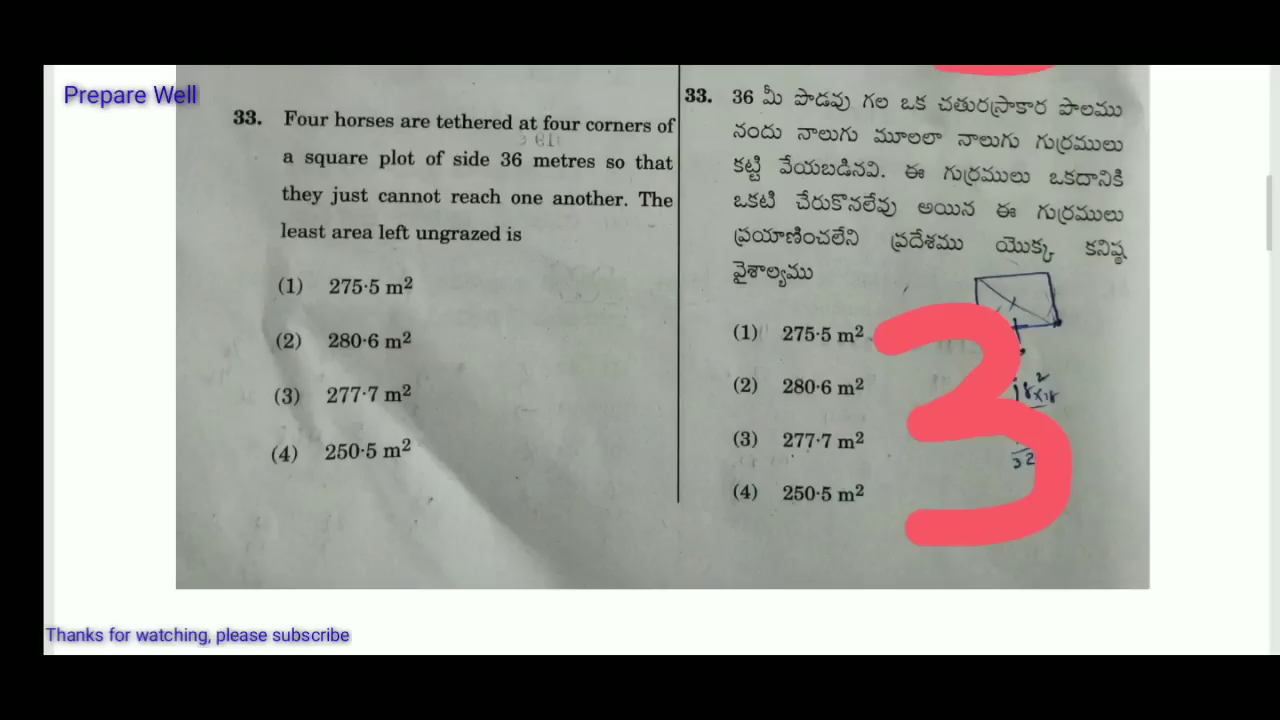 Prepare Well
33. Four horses are tethered at four corners of
a square plot of side 36 metres so that
they just cannot reach one another. The
least area left ungrazed is
(1) 275·5 m²
(2) 280·6 m²
(3) 277·7 m²
(4) 250·5 m²
33. 36 మీ పొడవు గల ఒక చతురస్రాకార పొలము
నందు నాలుగు మూలలా నాలుగు గుర్రములు
కట్టి వేయబడినవి. ఈ గుర్రములు ఒకదానికి
ఒకటి చేరుకొనలేవు అయిన ఈ గుర్రములు
ప్రయాణించలేని ప్రదేశము యొక్క కనిష్ఠ
వైశాల్యము
(1) 275·5 m²
(2) 280·6 m²
(3) 277·7 m²
(4) 250·5 m²
3
18×18
32
Thanks for watching, please subscribe